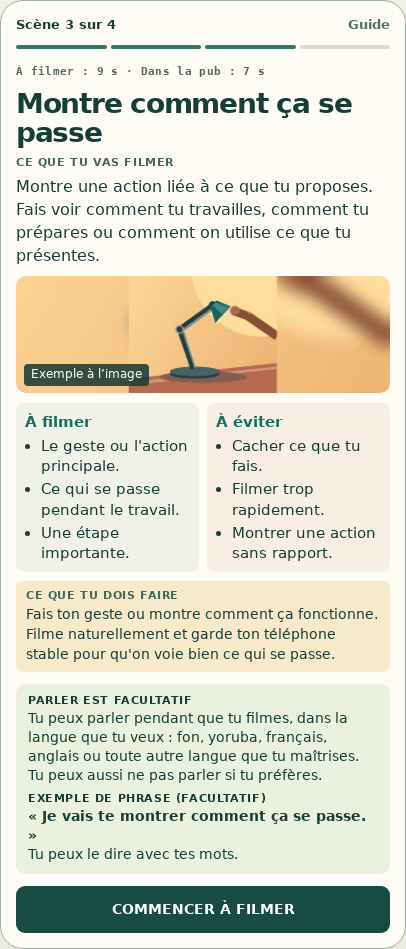 Scène 3 sur 4
Guide
À filmer : 9 s · Dans la pub : 7 s
Montre comment ça se
passe
CE QUE TU VAS FILMER
Montre une action liée à ce que tu proposes.
Fais voir comment tu travailles, comment tu
prépares ou comment on utilise ce que tu
présentes.
Exemple à l’image
À filmer
• Le geste ou l'action
principale.
• Ce qui se passe
pendant le travail.
• Une étape
importante.
À éviter
• Cacher ce que tu
fais.
• Filmer trop
rapidement.
• Montrer une action
sans rapport.
CE QUE TU DOIS FAIRE
Fais ton geste ou montre comment ça fonctionne.
Filme naturellement et garde ton téléphone
stable pour qu'on voie bien ce qui se passe.
PARLER EST FACULTATIF
Tu peux parler pendant que tu filmes, dans la
langue que tu veux : fon, yoruba, français,
anglais ou toute autre langue que tu maîtrises.
Tu peux aussi ne pas parler si tu préfères.
EXEMPLE DE PHRASE (FACULTATIF)
« Je vais te montrer comment ça se passe.
»
Tu peux le dire avec tes mots.
COMMENCER À FILMER